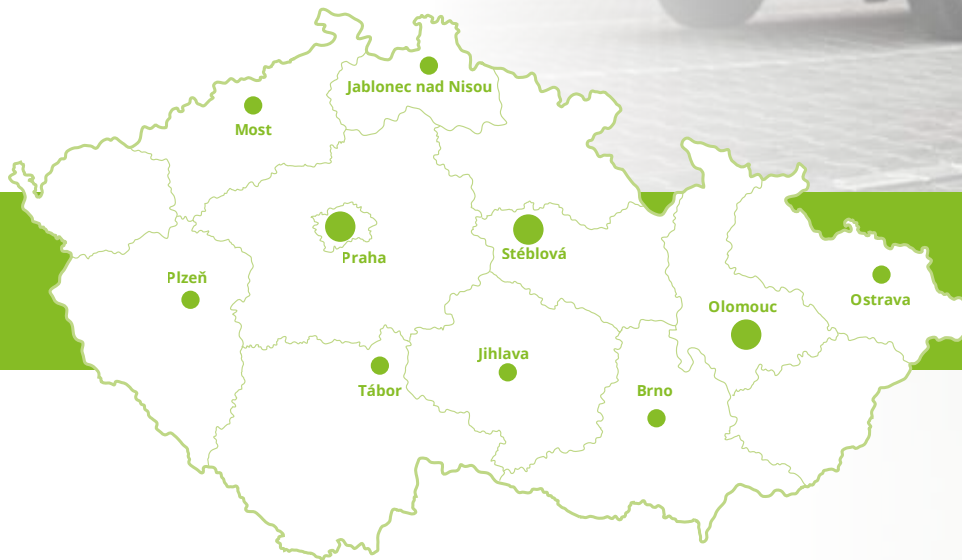 Jablonec nad Nisou
Most
Praha
Stéblová
Plzeň
Ostrava
Olomouc
Jihlava
Tábor
Brno